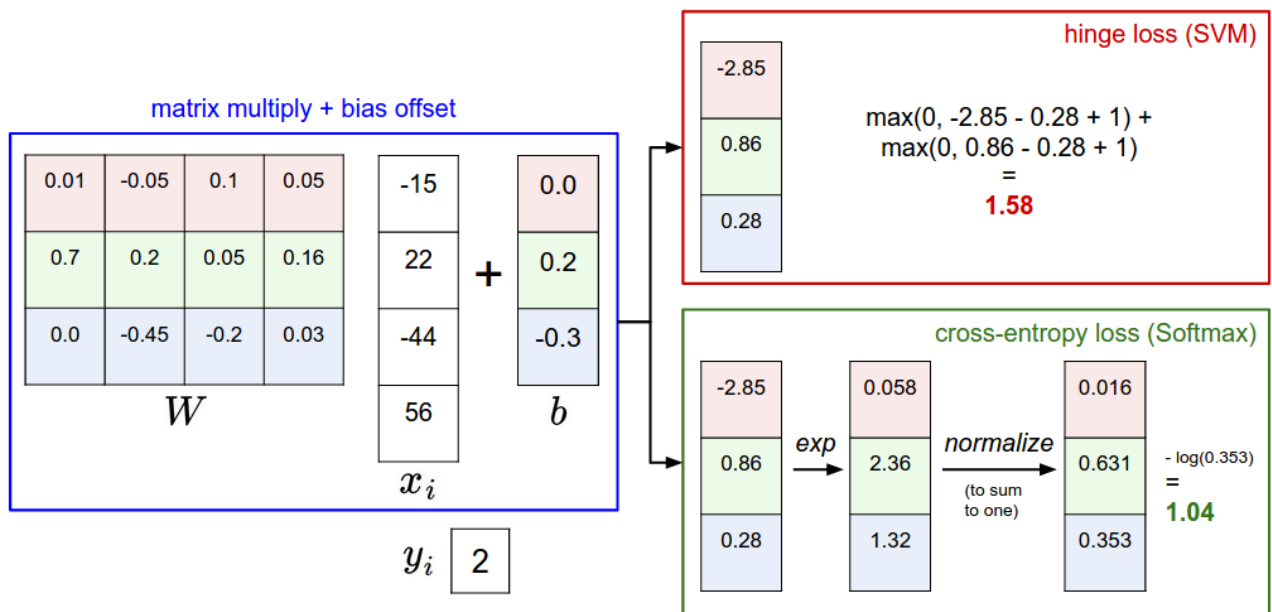 matrix multiply + bias offset
0.01 -0.05 0.1 0.05
0.7 0.2 0.05 0.16
0.0 -0.45 -0.2 0.03
W
-15
22
-44
56
x_i
+
0.0
0.2
-0.3
b
y_i 2
hinge loss (SVM)
-2.85
0.86
0.28
max(0, -2.85 - 0.28 + 1) +
max(0, 0.86 - 0.28 + 1)
=
1.58
cross-entropy loss (Softmax)
-2.85
0.86
0.28
exp
0.058
2.36
1.32
normalize
(to sum
to one)
0.016
0.631
0.353
- log(0.353)
=
1.04